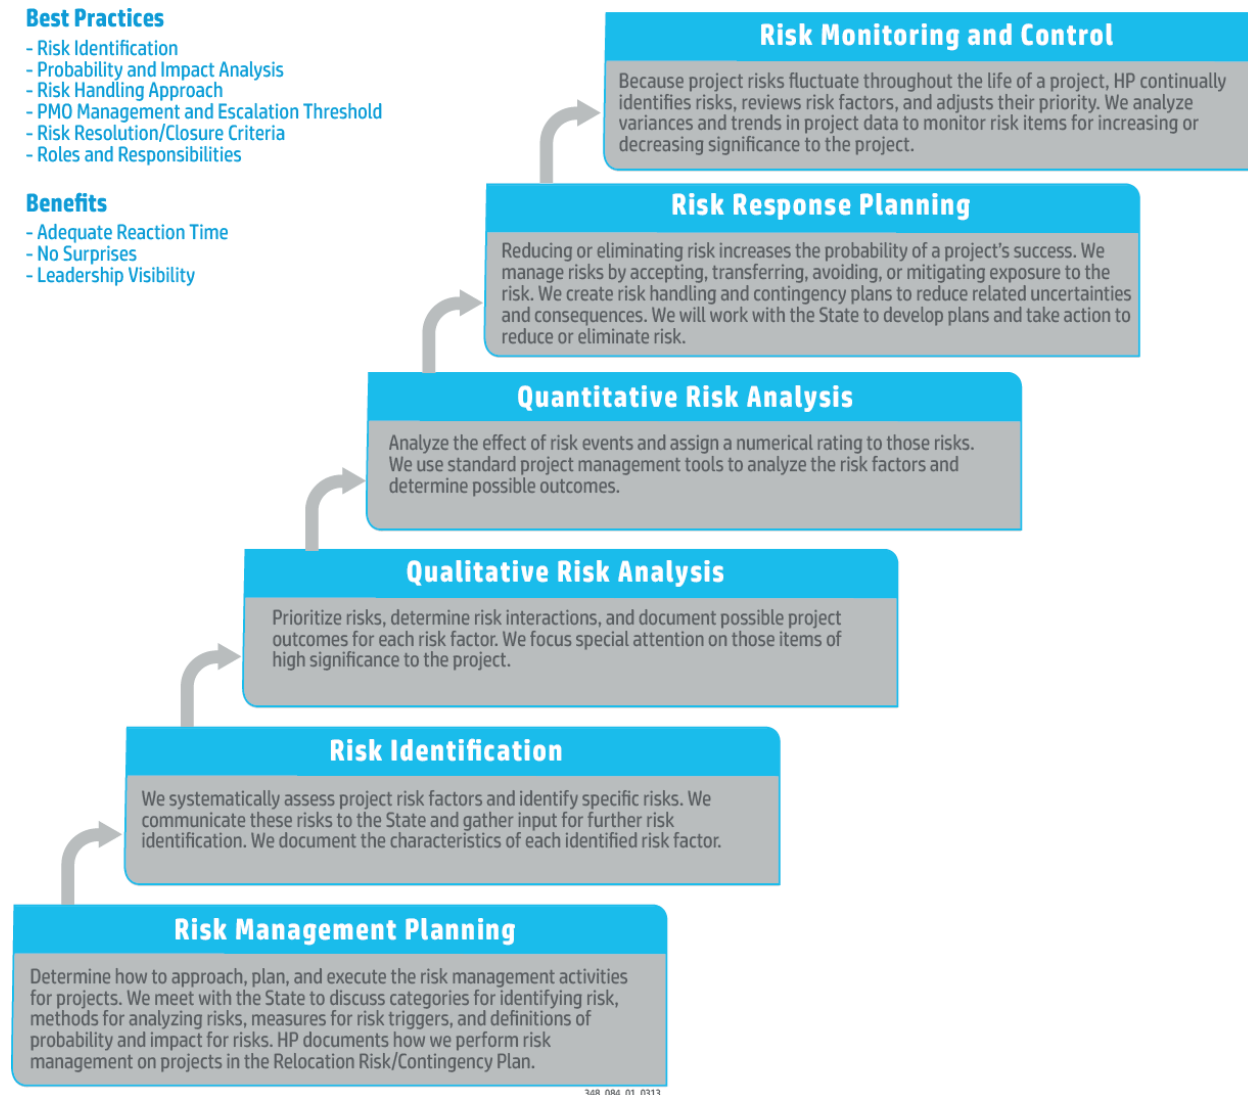 Best Practices
- Risk Identification
- Probability and Impact Analysis
- Risk Handling Approach
- PMO Management and Escalation Threshold
- Risk Resolution/Closure Criteria
- Roles and Responsibilities
Benefits
- Adequate Reaction Time
- No Surprises
- Leadership Visibility
Risk Monitoring and Control
Because project risks fluctuate throughout the life of a project, HP continually
identifies risks, reviews risk factors, and adjusts their priority. We analyze
variances and trends in project data to monitor risk items for increasing or
decreasing significance to the project.
Risk Response Planning
Reducing or eliminating risk increases the probability of a project's success. We
manage risks by accepting, transferring, avoiding, or mitigating exposure to the
risk. We create risk handling and contingency plans to reduce related uncertainties
and consequences. We will work with the State to develop plans and take action to
reduce or eliminate risk.
Quantitative Risk Analysis
Analyze the effect of risk events and assign a numerical rating to those risks.
We use standard project management tools to analyze the risk factors and
determine possible outcomes.
Qualitative Risk Analysis
Prioritize risks, determine risk interactions, and document possible project
outcomes for each risk factor. We focus special attention on those items of
high significance to the project.
Risk Identification
We systematically assess project risk factors and identify specific risks. We
communicate these risks to the State and gather input for further risk
identification. We document the characteristics of each identified risk factor.
Risk Management Planning
Determine how to approach, plan, and execute the risk management activities
for projects. We meet with the State to discuss categories for identifying risk,
methods for analyzing risks, measures for risk triggers, and definitions of
probability and impact for risks. HP documents how we perform risk
management on projects in the Relocation Risk/Contingency Plan.
348_084_01_0313